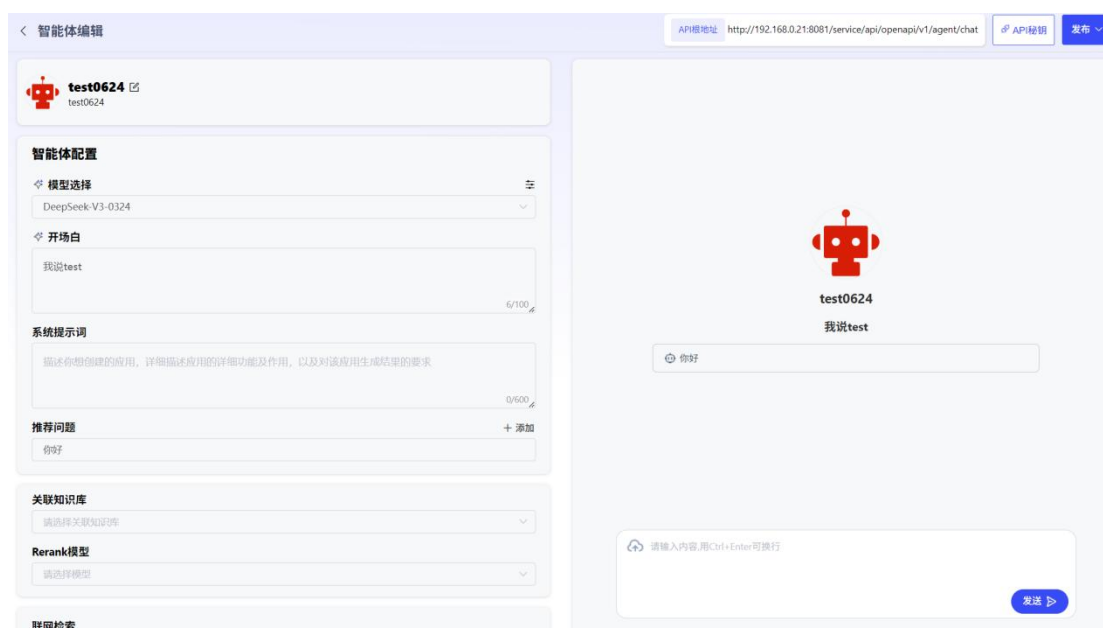 智能体编辑
API根地址 http://192.168.0.21:8081/service/api/openapi/v1/agent/chat
API秘钥
发布
test0624
test0624
智能体配置
模型选择
DeepSeek-V3-0324
开场白
我说test
6/100
系统提示词
描述你想创建的应用，详细描述应用的详细功能及作用，以及对该应用生成结果的要求
0/600
推荐问题
+ 添加
你好
关联知识库
请选择关联知识库
Rerank模型
请选择模型
联网检索
test0624
我说test
你好
请输入内容,用Ctrl+Enter可换行
发送